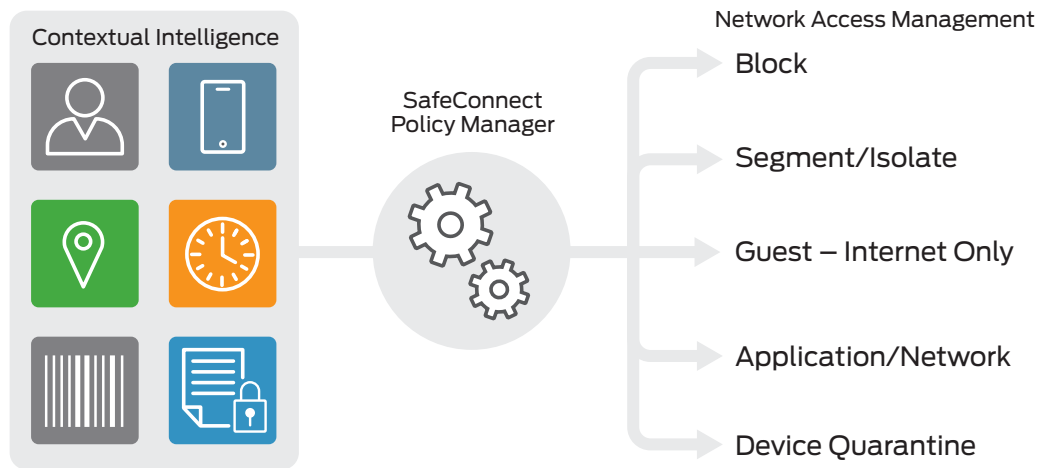 Contextual Intelligence
SafeConnect
Policy Manager
Network Access Management
Block
Segment/Isolate
Guest – Internet Only
Application/Network
Device Quarantine